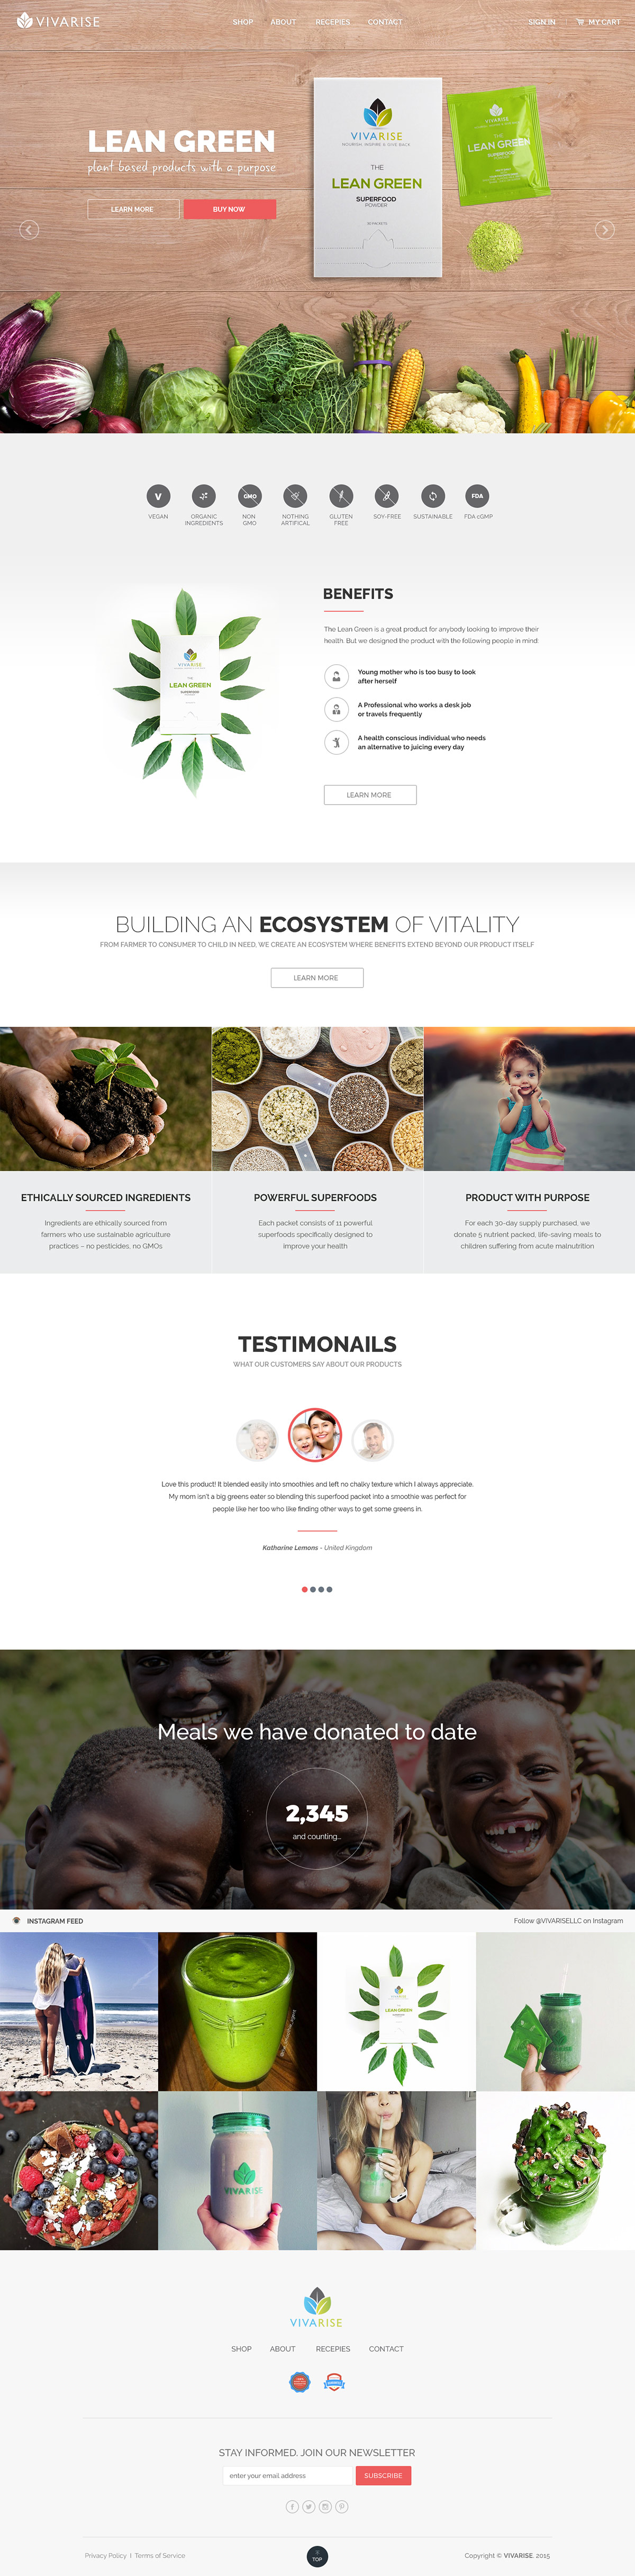 VIVARISE
SHOP ABOUT RECEPIES CONTACT
SIGN IN MY CART
LEAN GREEN
plant based products with a purpose
LEARN MORE
BUY NOW
VIVARISE
NOURISH, INSPIRE & GIVE BACK
THE
LEAN GREEN
SUPERFOOD
POWDER
THE
LEAN GREEN
SUPERFOOD
V
VEGAN
ORGANIC
INGREDIENTS
GMO
NON
GMO
NOTHING
ARTIFICAL
GLUTEN
FREE
SOY-FREE
SUSTAINABLE
FDA
FDA cGMP
VIVARISE
THE
LEAN GREEN
SUPERFOOD
BENEFITS
The Lean Green is a great product for anybody looking to improve their
health. But we designed the product with the following people in mind
Young mother who is too busy to look
after herself
A Professional who works a desk job
or travels frequently
A health conscious individual who needs
an alternative to juicing every day
LEARN MORE
BUILDING AN ECOSYSTEM OF VITALITY
FROM FARMER TO CONSUMER TO CHILD IN NEED, WE CREATE AN ECOSYSTEM WHERE BENEFITS EXTEND BEYOND OUR PRODUCT ITSELF
LEARN MORE
ETHICALLY SOURCED INGREDIENTS
Ingredients are ethically sourced from
farmers who use sustainable agriculture
practices – no pesticides, no GMOs
POWERFUL SUPERFOODS
Each packet consists of 11 powerful
superfoods specifically designed to
improve your health
PRODUCT WITH PURPOSE
For each 30-day supply purchased, we
donate 5 nutrient packed, life-saving meals to
children suffering from acute malnutrition
TESTIMONAILS
WHAT OUR CUSTOMERS SAY ABOUT OUR PRODUCTS
Love this product! It blended easily into smoothies and left no chalky texture which I always appreciate.
My mom isn't a big greens eater so blending this superfood packet into a smoothie was perfect for
people like her too who like finding other ways to get some greens in.
Katharine Lemons - United Kingdom
Meals we have donated to date
2,345
and counting...
INSTAGRAM FEED
Follow @VIVARISELLC on Instagram
LEAN GREEN
VIVARISE
VIVARISE
SHOP ABOUT RECEPIES CONTACT
STAY INFORMED. JOIN OUR NEWSLETTER
enter your email address
SUBSCRIBE
Privacy Policy I Terms of Service
TOP
Copyright © VIVARISE 2015